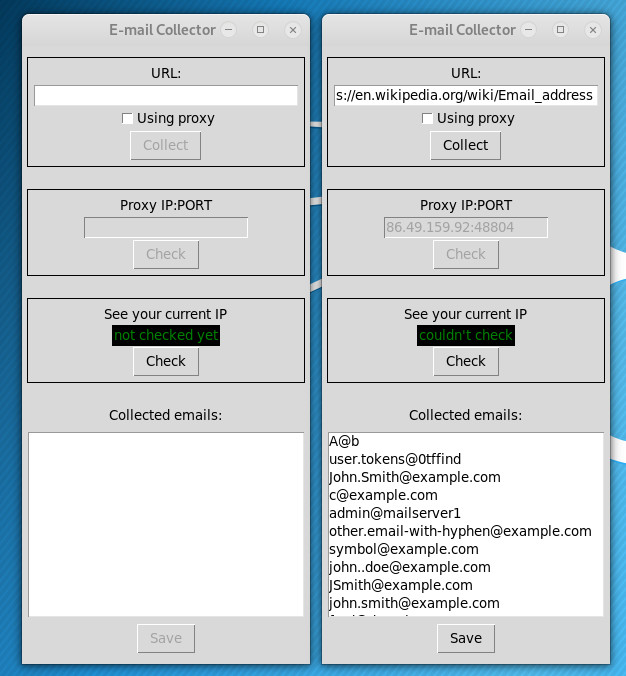 E-mail Collector
URL:
Using proxy
Collect
Proxy IP:PORT
Check
See your current IP
not checked yet
Check
Collected emails:
Save
E-mail Collector
URL:
s://en.wikipedia.org/wiki/Email_address
Using proxy
Collect
Proxy IP:PORT
86.49.159.92:48804
Check
See your current IP
couldn't check
Check
Collected emails:
A@b
user.tokens@0tffind
John.Smith@example.com
c@example.com
admin@mailserver1
other.email-with-hyphen@example.com
symbol@example.com
john..doe@example.com
JSmith@example.com
john.smith@example.com
Save